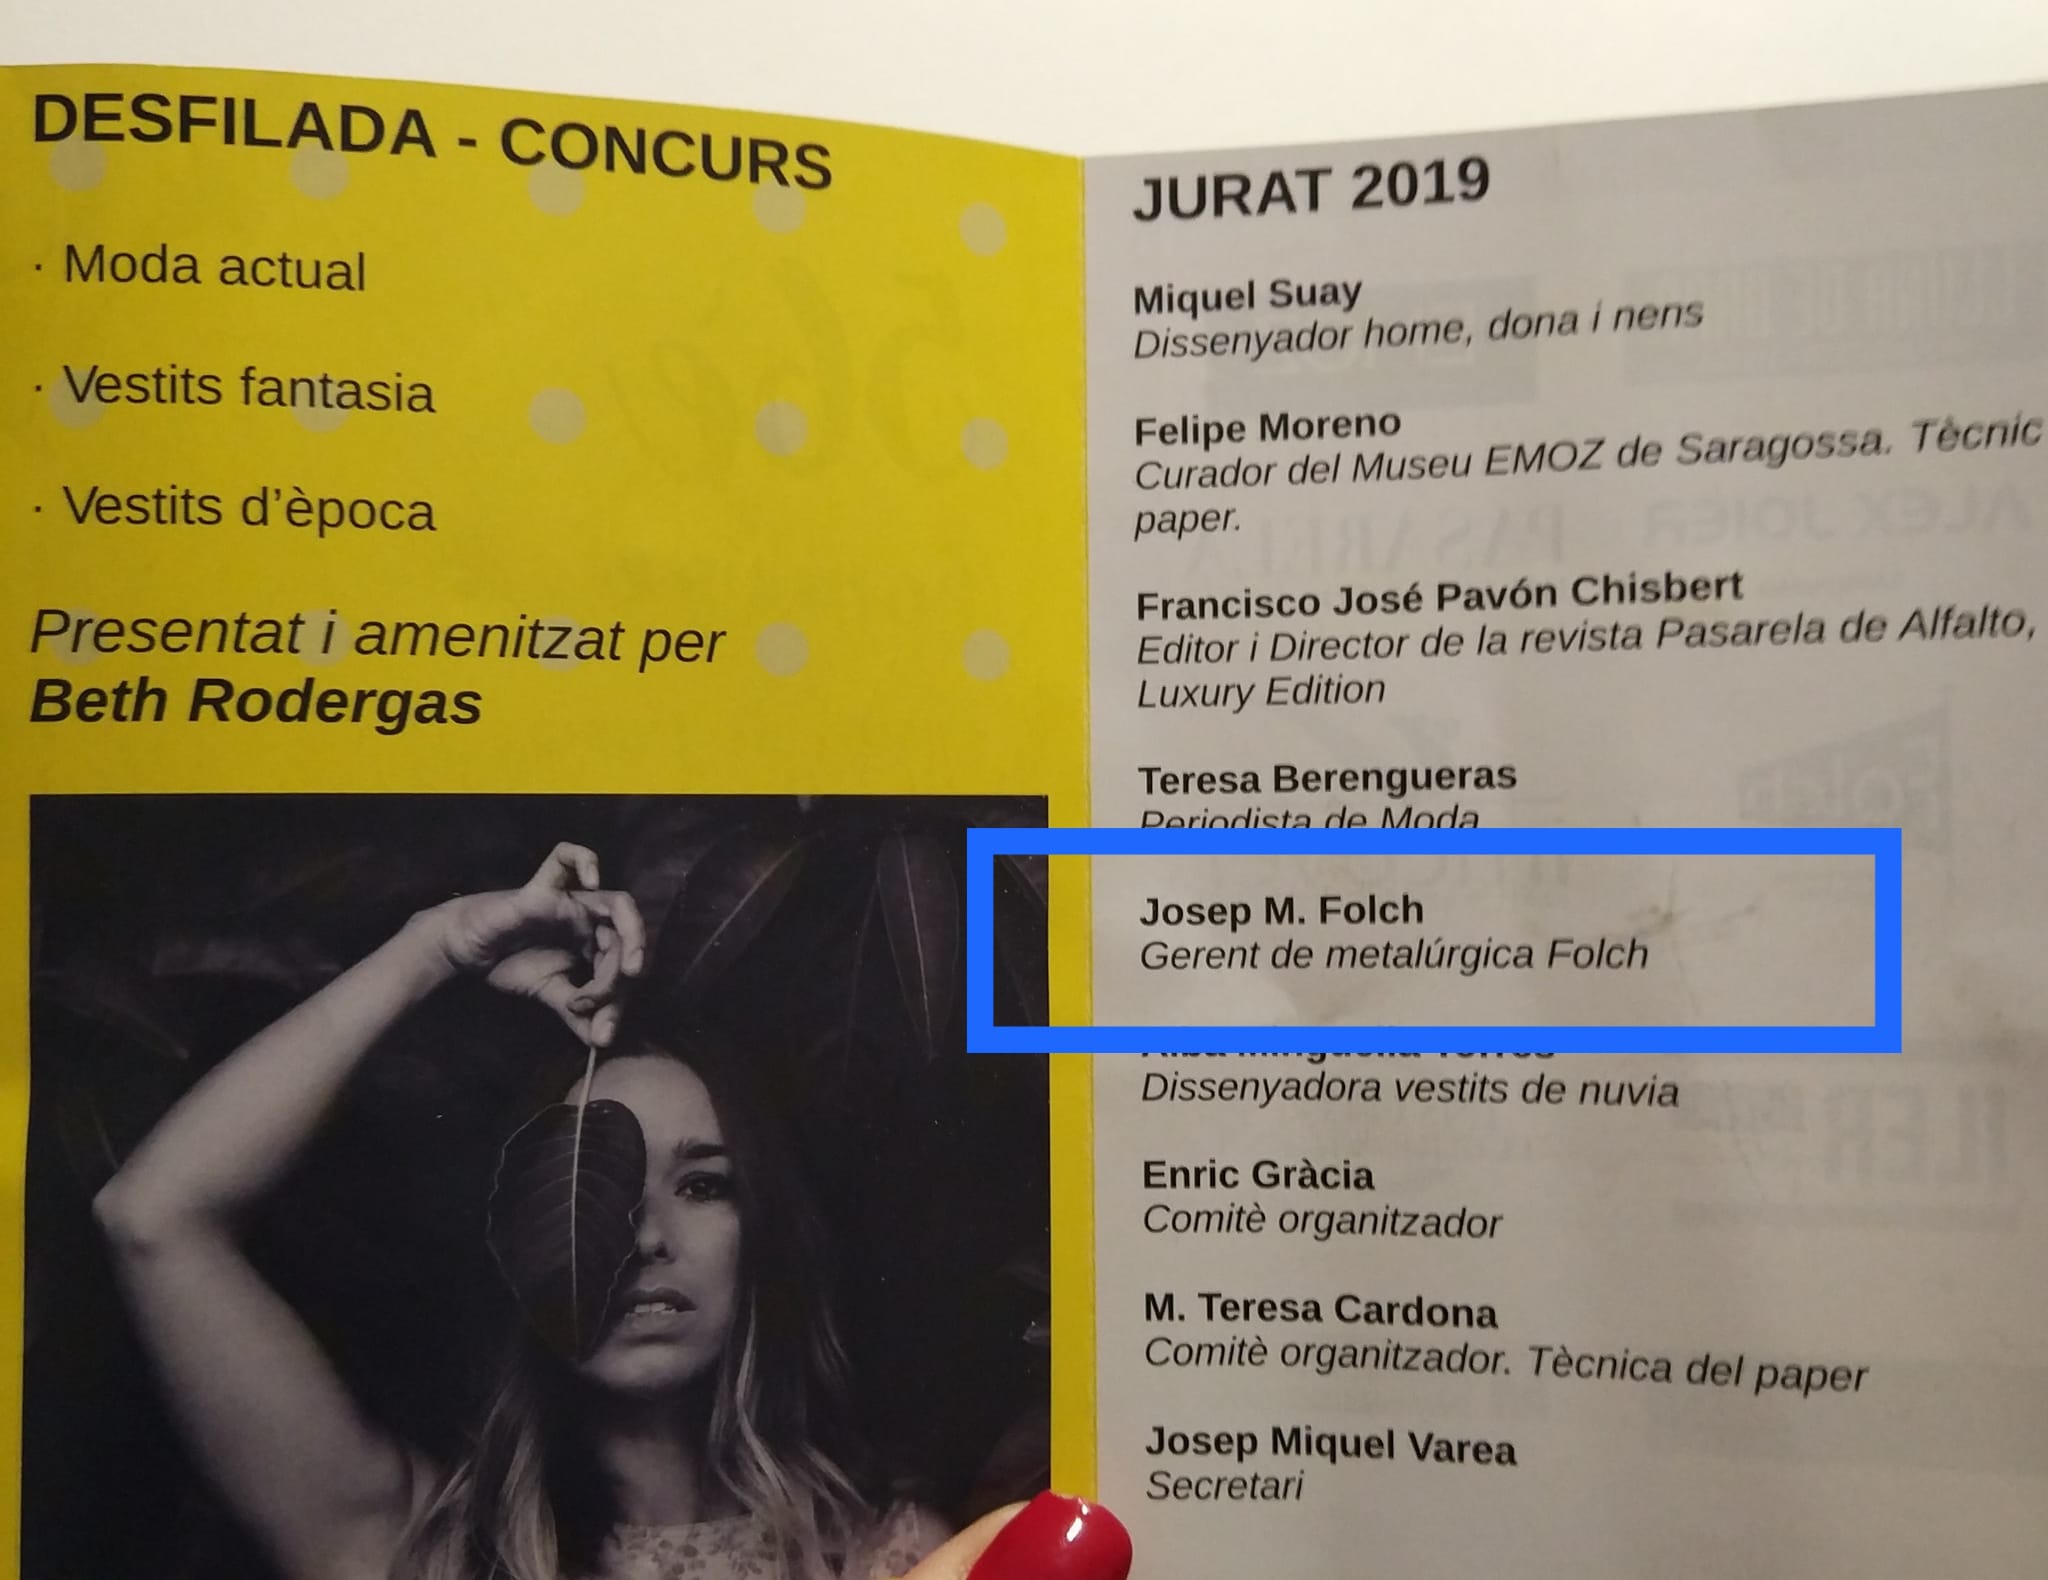 DESFILADA - CONCURS
· Moda actual
· Vestits fantasia
· Vestits d'època
Presentat i amenitzat per
Beth Rodergas
JURAT 2019
Miquel Suay
Dissenyador home, dona i nens
Felipe Moreno
Curador del Museu EMOZ de Saragossa. Tècnic
paper.
Francisco José Pavón Chisbert
Editor i Director de la revista Pasarela de Alfalto,
Luxury Edition
Teresa Berengueras
Periodista de Moda
Josep M. Folch
Gerent de metalúrgica Folch
Dissenyadora vestits de nuvia
Enric Gràcia
Comitè organitzador
M. Teresa Cardona
Comitè organitzador. Tècnica del paper
Josep Miquel Varea
Secretari